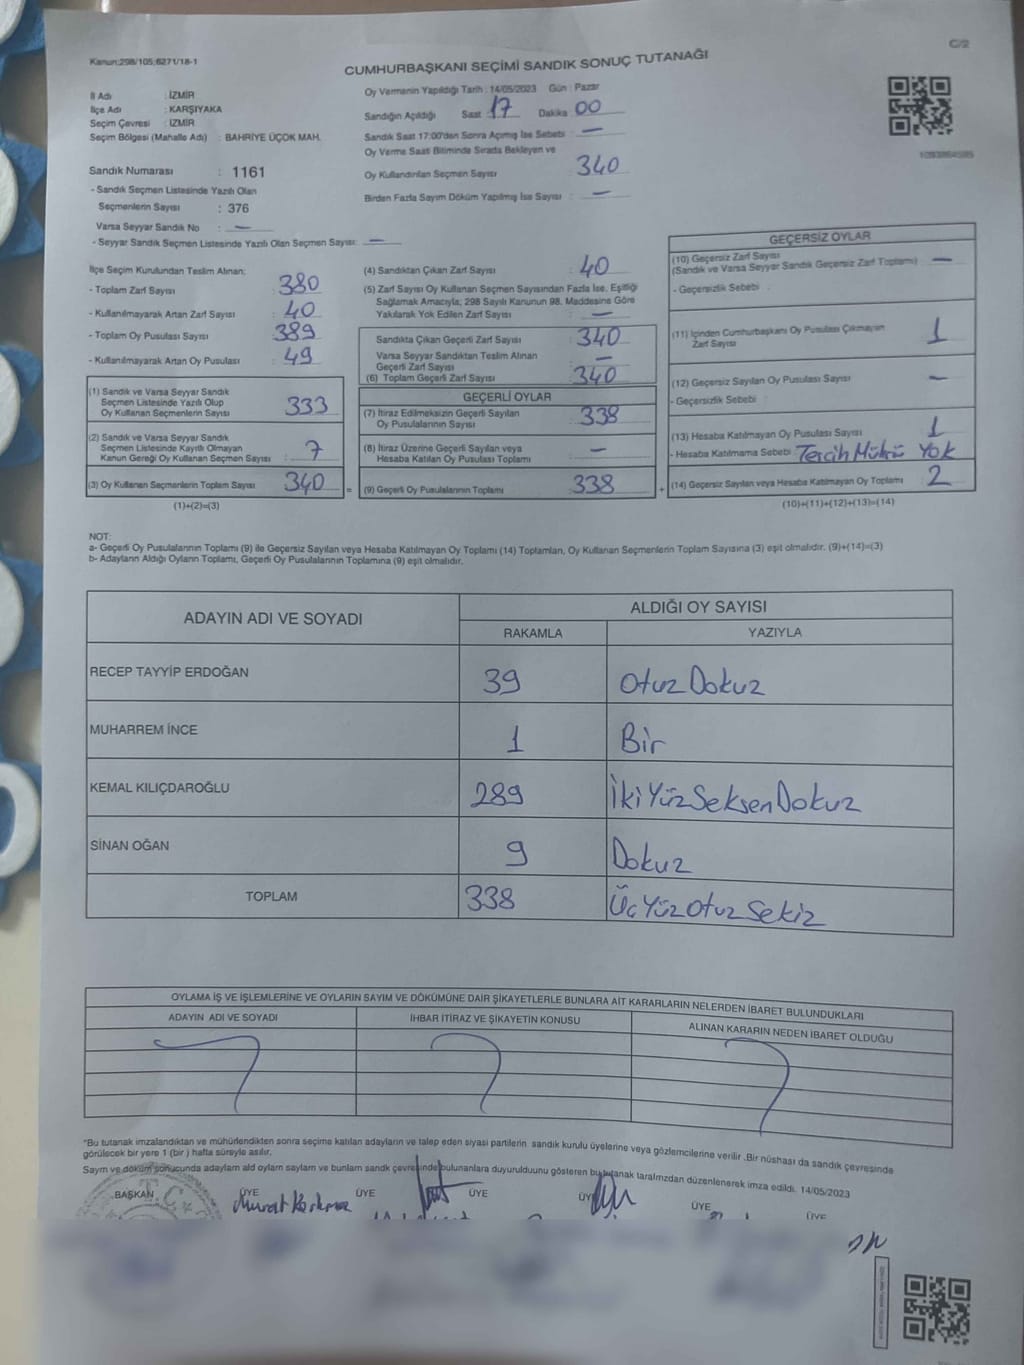 C/2
Kanun:298/105;6271/18-1
CUMHURBAŞKANI SEÇİMİ SANDIK SONUÇ TUTANAĞI
İl Adı : İZMİR
İlçe Adı : KARŞIYAKA
Seçim Çevresi : İZMİR
Seçim Bölgesi (Mahalle Adı) : BAHRİYE ÜÇOK MAH.
Sandık Numarası : 1161
- Sandık Seçmen Listesinde Yazılı Olan
Seçmenlerin Sayısı : 376
Varsa Seyyar Sandık No : —
- Seyyar Sandık Seçmen Listesinde Yazılı Olan Seçmen Sayısı: —
Oy Vermenin Yapıldığı Tarih : 14/05/2023 Gün : Pazar
Sandığın Açıldığı Saat : 17 Dakika : 00
Sandık Saat 17:00'den Sonra Açımış İse Sebebi : —
Oy Verme Saati Bitiminde Sırada Bekleyen ve
Oy Kullandırılan Seçmen Sayısı : 340
Birden Fazla Sayım Döküm Yapılmış İse Sayısı : —
İlçe Seçim Kurulundan Teslim Alınan:
- Toplam Zarf Sayısı : 380
- Kullanılmayarak Artan Zarf Sayısı : 40
- Toplam Oy Pusulası Sayısı : 389
- Kullanılmayarak Artan Oy Pusulası : 49
(1) Sandık ve Varsa Seyyar Sandık
Seçmen Listesinde Yazılı Olup
Oy Kullanan Seçmenlerin Sayısı : 333
(2) Sandık ve Varsa Seyyar Sandık
Seçmen Listesinde Kayıtlı Olmayan
Kanun Gereği Oy Kullanan Seçmen Sayısı : 7
(3) Oy Kullanan Seçmenlerin Toplam Sayısı : 340 =
(1)+(2)=(3)
(4) Sandıktan Çıkan Zarf Sayısı : 40
(5) Zarf Sayısı Oy Kullanan Seçmen Sayısından Fazla İse, Eşitliği
Sağlamak Amacıyla; 298 Sayılı Kanunun 98. Maddesine Göre
Yakılarak Yok Edilen Zarf Sayısı : —
Sandıkta Çıkan Geçerli Zarf Sayısı : 340
Varsa Seyyar Sandıktan Teslim Alınan
Geçerli Zarf Sayısı : —
(6) Toplam Geçerli Zarf Sayısı : 340
GEÇERLİ OYLAR
(7) İtiraz Edilmeksizin Geçerli Sayılan
Oy Pusulalarının Sayısı : 338
(8) İtiraz Üzerine Geçerli Sayılan veya
Hesaba Katılan Oy Pusulası Toplamı : —
(9) Geçerli Oy Pusulalarının Toplamı : 338 +
GEÇERSİZ OYLAR
(10) Geçersiz Zarf Sayısı
(Sandık ve Varsa Seyyar Sandık Geçersiz Zarf Toplamı) : —
- Geçersizlik Sebebi :
(11) İçinden Cumhurbaşkanı Oy Pusulası Çıkmayan
Zarf Sayısı : 1
(12) Geçersiz Sayılan Oy Pusulası Sayısı : —
- Geçersizlik Sebebi :
(13) Hesaba Katılmayan Oy Pusulası Sayısı : 1
- Hesaba Katılmama Sebebi : Tercih Mührü Yok
(14) Geçersiz Sayılan veya Hesaba Katılmayan Oy Toplamı : 2
(10)+(11)+(12)+(13)=(14)
NOT:
a- Geçerli Oy Pusulalarının Toplamı (9) ile Geçersiz Sayılan veya Hesaba Katılmayan Oy Toplamı (14) Toplamları, Oy Kullanan Seçmenlerin Toplam Sayısına (3) eşit olmalıdır. (9)+(14)=(3)
b- Adayların Aldığı Oyların Toplamı, Geçerli Oy Pusulalarının Toplamına (9) eşit olmalıdır.
ADAYIN ADI VE SOYADI ALDIĞI OY SAYISI
RAKAMLA YAZIYLA
RECEP TAYYİP ERDOĞAN 39 Otuz Dokuz
MUHARREM İNCE 1 Bir
KEMAL KILIÇDAROĞLU 289 İki Yüz Seksen Dokuz
SİNAN OĞAN 9 Dokuz
TOPLAM 338 Üç Yüz Otuz Sekiz
OYLAMA İŞ VE İŞLEMLERİNE VE OYLARIN SAYIM VE DÖKÜMÜNE DAİR ŞİKAYETLERLE BUNLARA AİT KARARLARIN NELERDEN İBARET BULUNDUKLARI
ADAYIN ADI VE SOYADI İHBAR İTİRAZ VE ŞİKAYETİN KONUSU ALINAN KARARIN NEDEN İBARET OLDUĞU
"Bu tutanak imzalandıktan ve mühürlendikten sonra seçime katılan adayların ve talep eden siyasi partilerin sandık kurulu üyelerine veya gözlemcilerine verilir .Bir nüshası da sandık çevresinde
görülecek bir yere 1 (bir ) hafta süreyle asılır.
Sayım ve döküm sonucunda adaylam ald oylam saylam ve bunlam sandk çevresinde bulunanlara duyurulduunu gösteren bu tutanak taralmzdan düzenlenerek imza edildi. 14/05/2023
BAŞKAN ÜYE ÜYE ÜYE ÜYE ÜYE ÜYE
T.C.